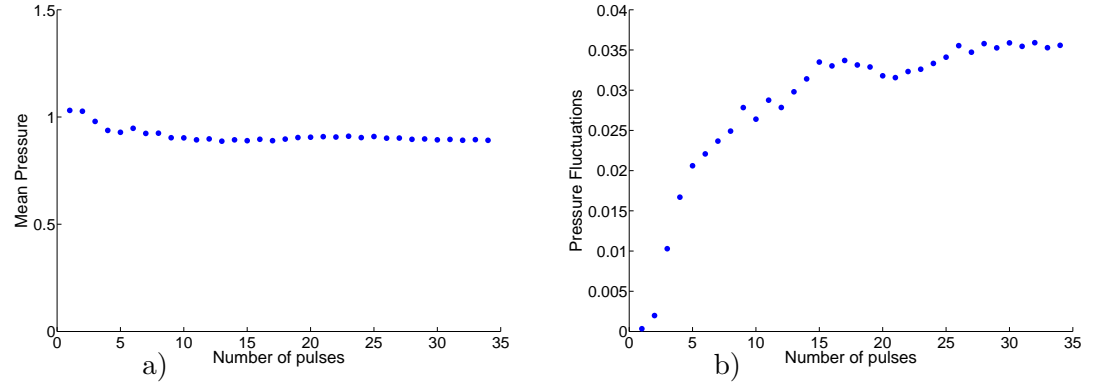 1.5
1
0.5
0
Mean Pressure
0 5 10 15 20 25 30 35
Number of pulses
a)
0.04
0.035
0.03
0.025
0.02
0.015
0.01
0.005
0
Pressure Fluctuations
0 5 10 15 20 25 30 35
Number of pulses
b)